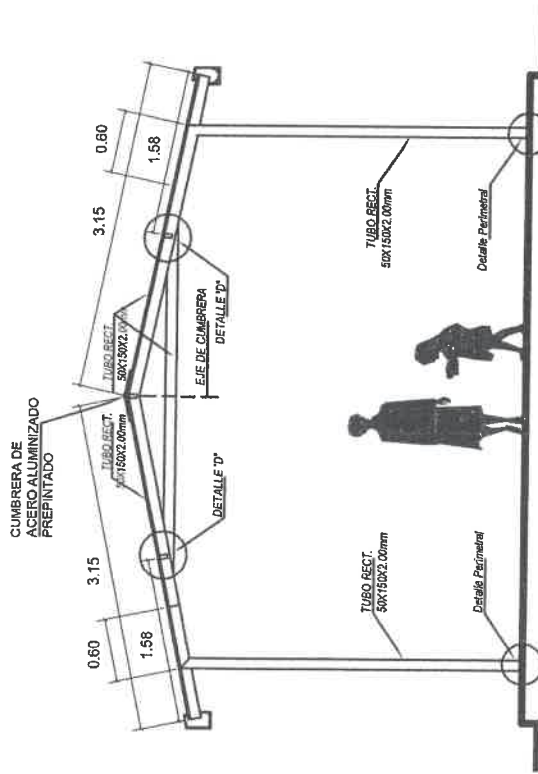 CUMBRERA DE
ACERO ALUMINIZADO
PREPINTADO
3.15
3.15
0.60
0.60
1.58
1.58
TUBO RECT.
50X150X2.00mm
TUBO RECT.
50X150X2.00mm
EJE DE CUMBRERA
DETALLE "D"
DETALLE "D"
TUBO RECT.
50X150X2.00mm
TUBO RECT.
50X150X2.00mm
Detalle Perimetral
Detalle Perimetral